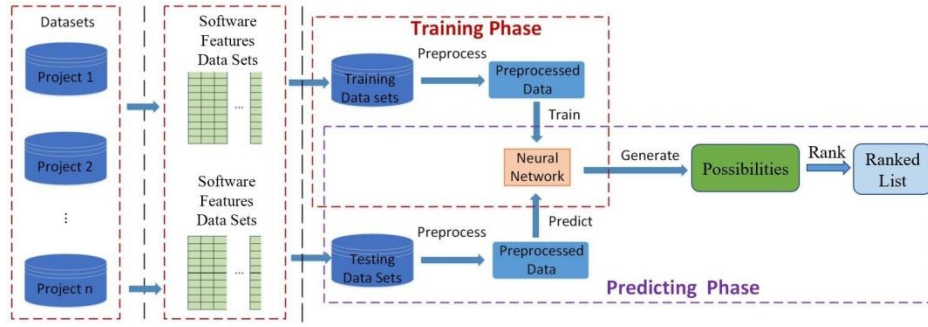 Datasets
Project 1
Project 2
...
Project n
Software
Features
Data Sets
...
Software
Features
Data Sets
...
Training Phase
Training
Data sets
Preprocess
Preprocessed
Data
Train
Neural
Network
Generate
Possibilities
Rank
Ranked
List
Predict
Testing
Data Sets
Preprocess
Preprocessed
Data
Predicting Phase